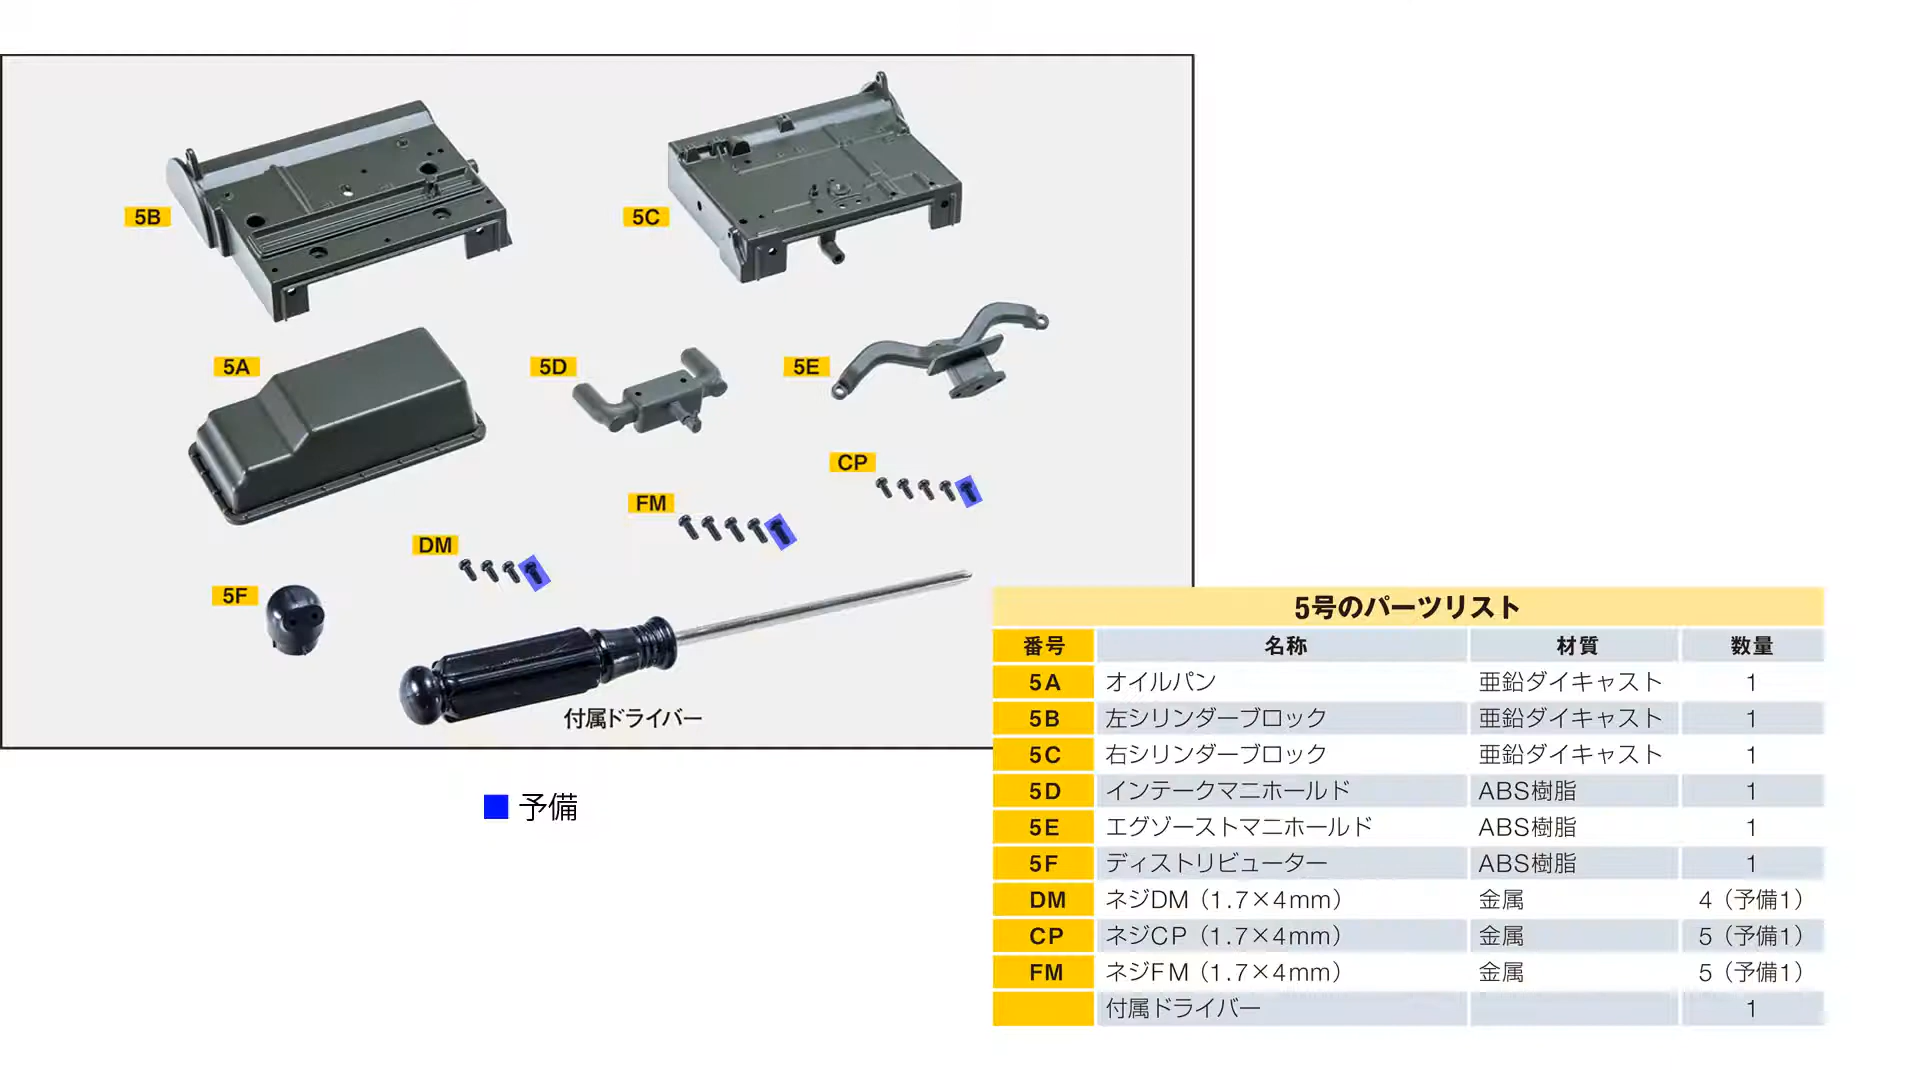 5B
5C
5A
5D
5E
CP
FM
DM
5F
付属ドライバー
予備
5号のパーツリスト
番号 名称 材質 数量
5A オイルパン 亜鉛ダイキャスト 1
5B 左シリンダーブロック 亜鉛ダイキャスト 1
5C 右シリンダーブロック 亜鉛ダイキャスト 1
5D インテークマニホールド ABS樹脂 1
5E エグゾーストマニホールド ABS樹脂 1
5F ディストリビューター ABS樹脂 1
DM ネジDM（1.7×4mm） 金属 4（予備1）
CP ネジCP（1.7×4mm） 金属 5（予備1）
FM ネジFM（1.7×4mm） 金属 5（予備1）
付属ドライバー 1